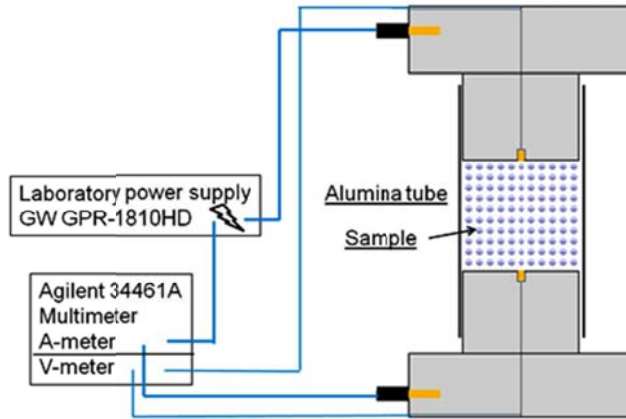 Laboratory power supply
GW GPR-1810HD
Agilent 34461A
Multimeter
A-meter
V-meter
Alumina tube
Sample